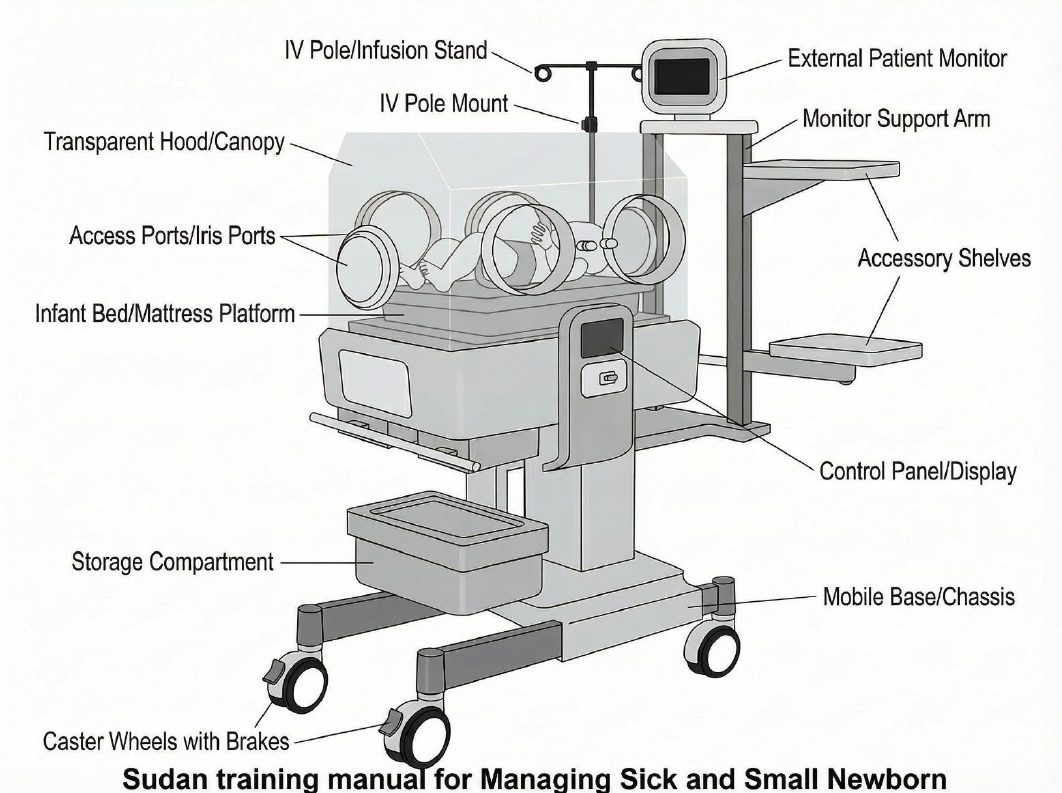 IV Pole/Infusion Stand
External Patient Monitor
IV Pole Mount
Monitor Support Arm
Transparent Hood/Canopy
Access Ports/Iris Ports
Accessory Shelves
Infant Bed/Mattress Platform
Control Panel/Display
Storage Compartment
Mobile Base/Chassis
Caster Wheels with Brakes
Sudan training manual for Managing Sick and Small Newborn